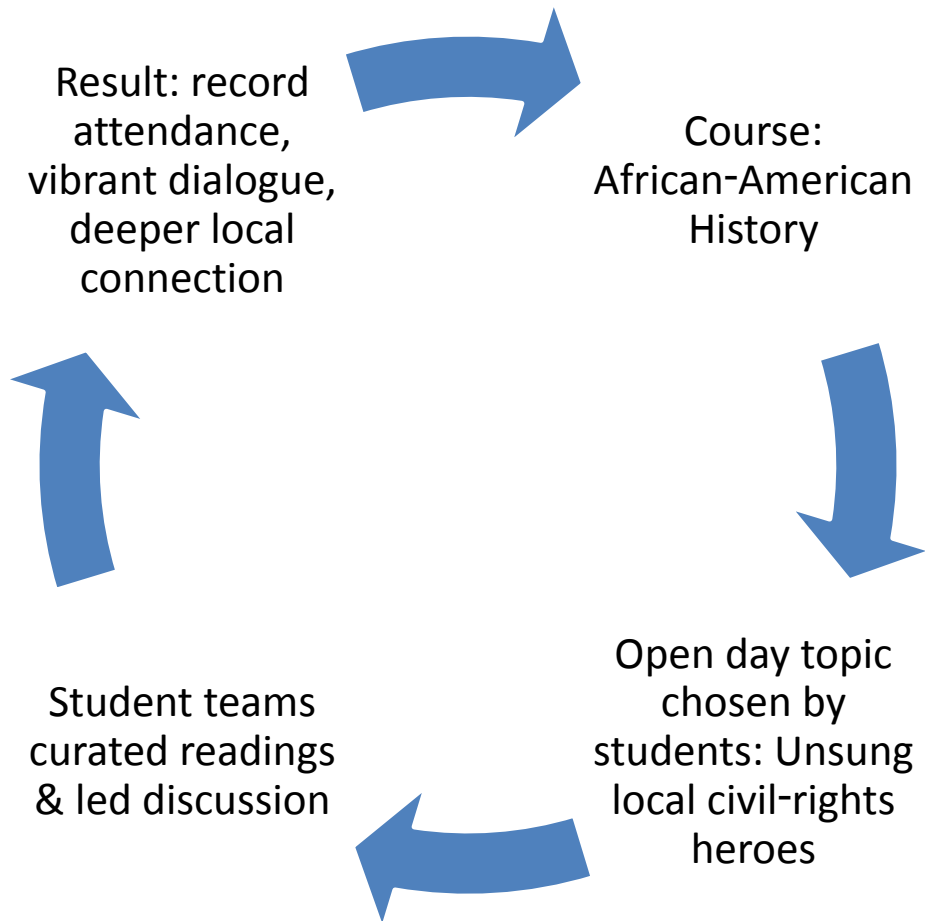 Result: record
attendance,
vibrant dialogue,
deeper local
connection
Course:
African-American
History
Open day topic
chosen by
students: Unsung
local civil-rights
heroes
Student teams
curated readings
& led discussion